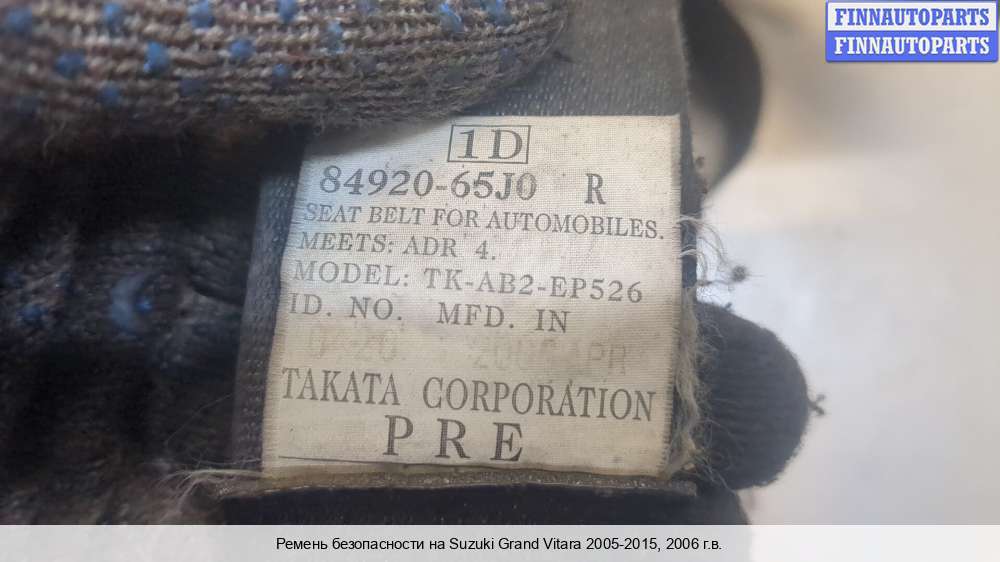 FINNAUTOPARTS
FINNAUTOPARTS
1D
84920-65J0 R
SEAT BELT FOR AUTOMOBILES.
MEETS: ADR 4.
MODEL: TK-AB2-EP526
ID. NO. MFD. IN
APR
TAKATA CORPORATION
PRE
Ремень безопасности на Suzuki Grand Vitara 2005-2015, 2006 г.в.